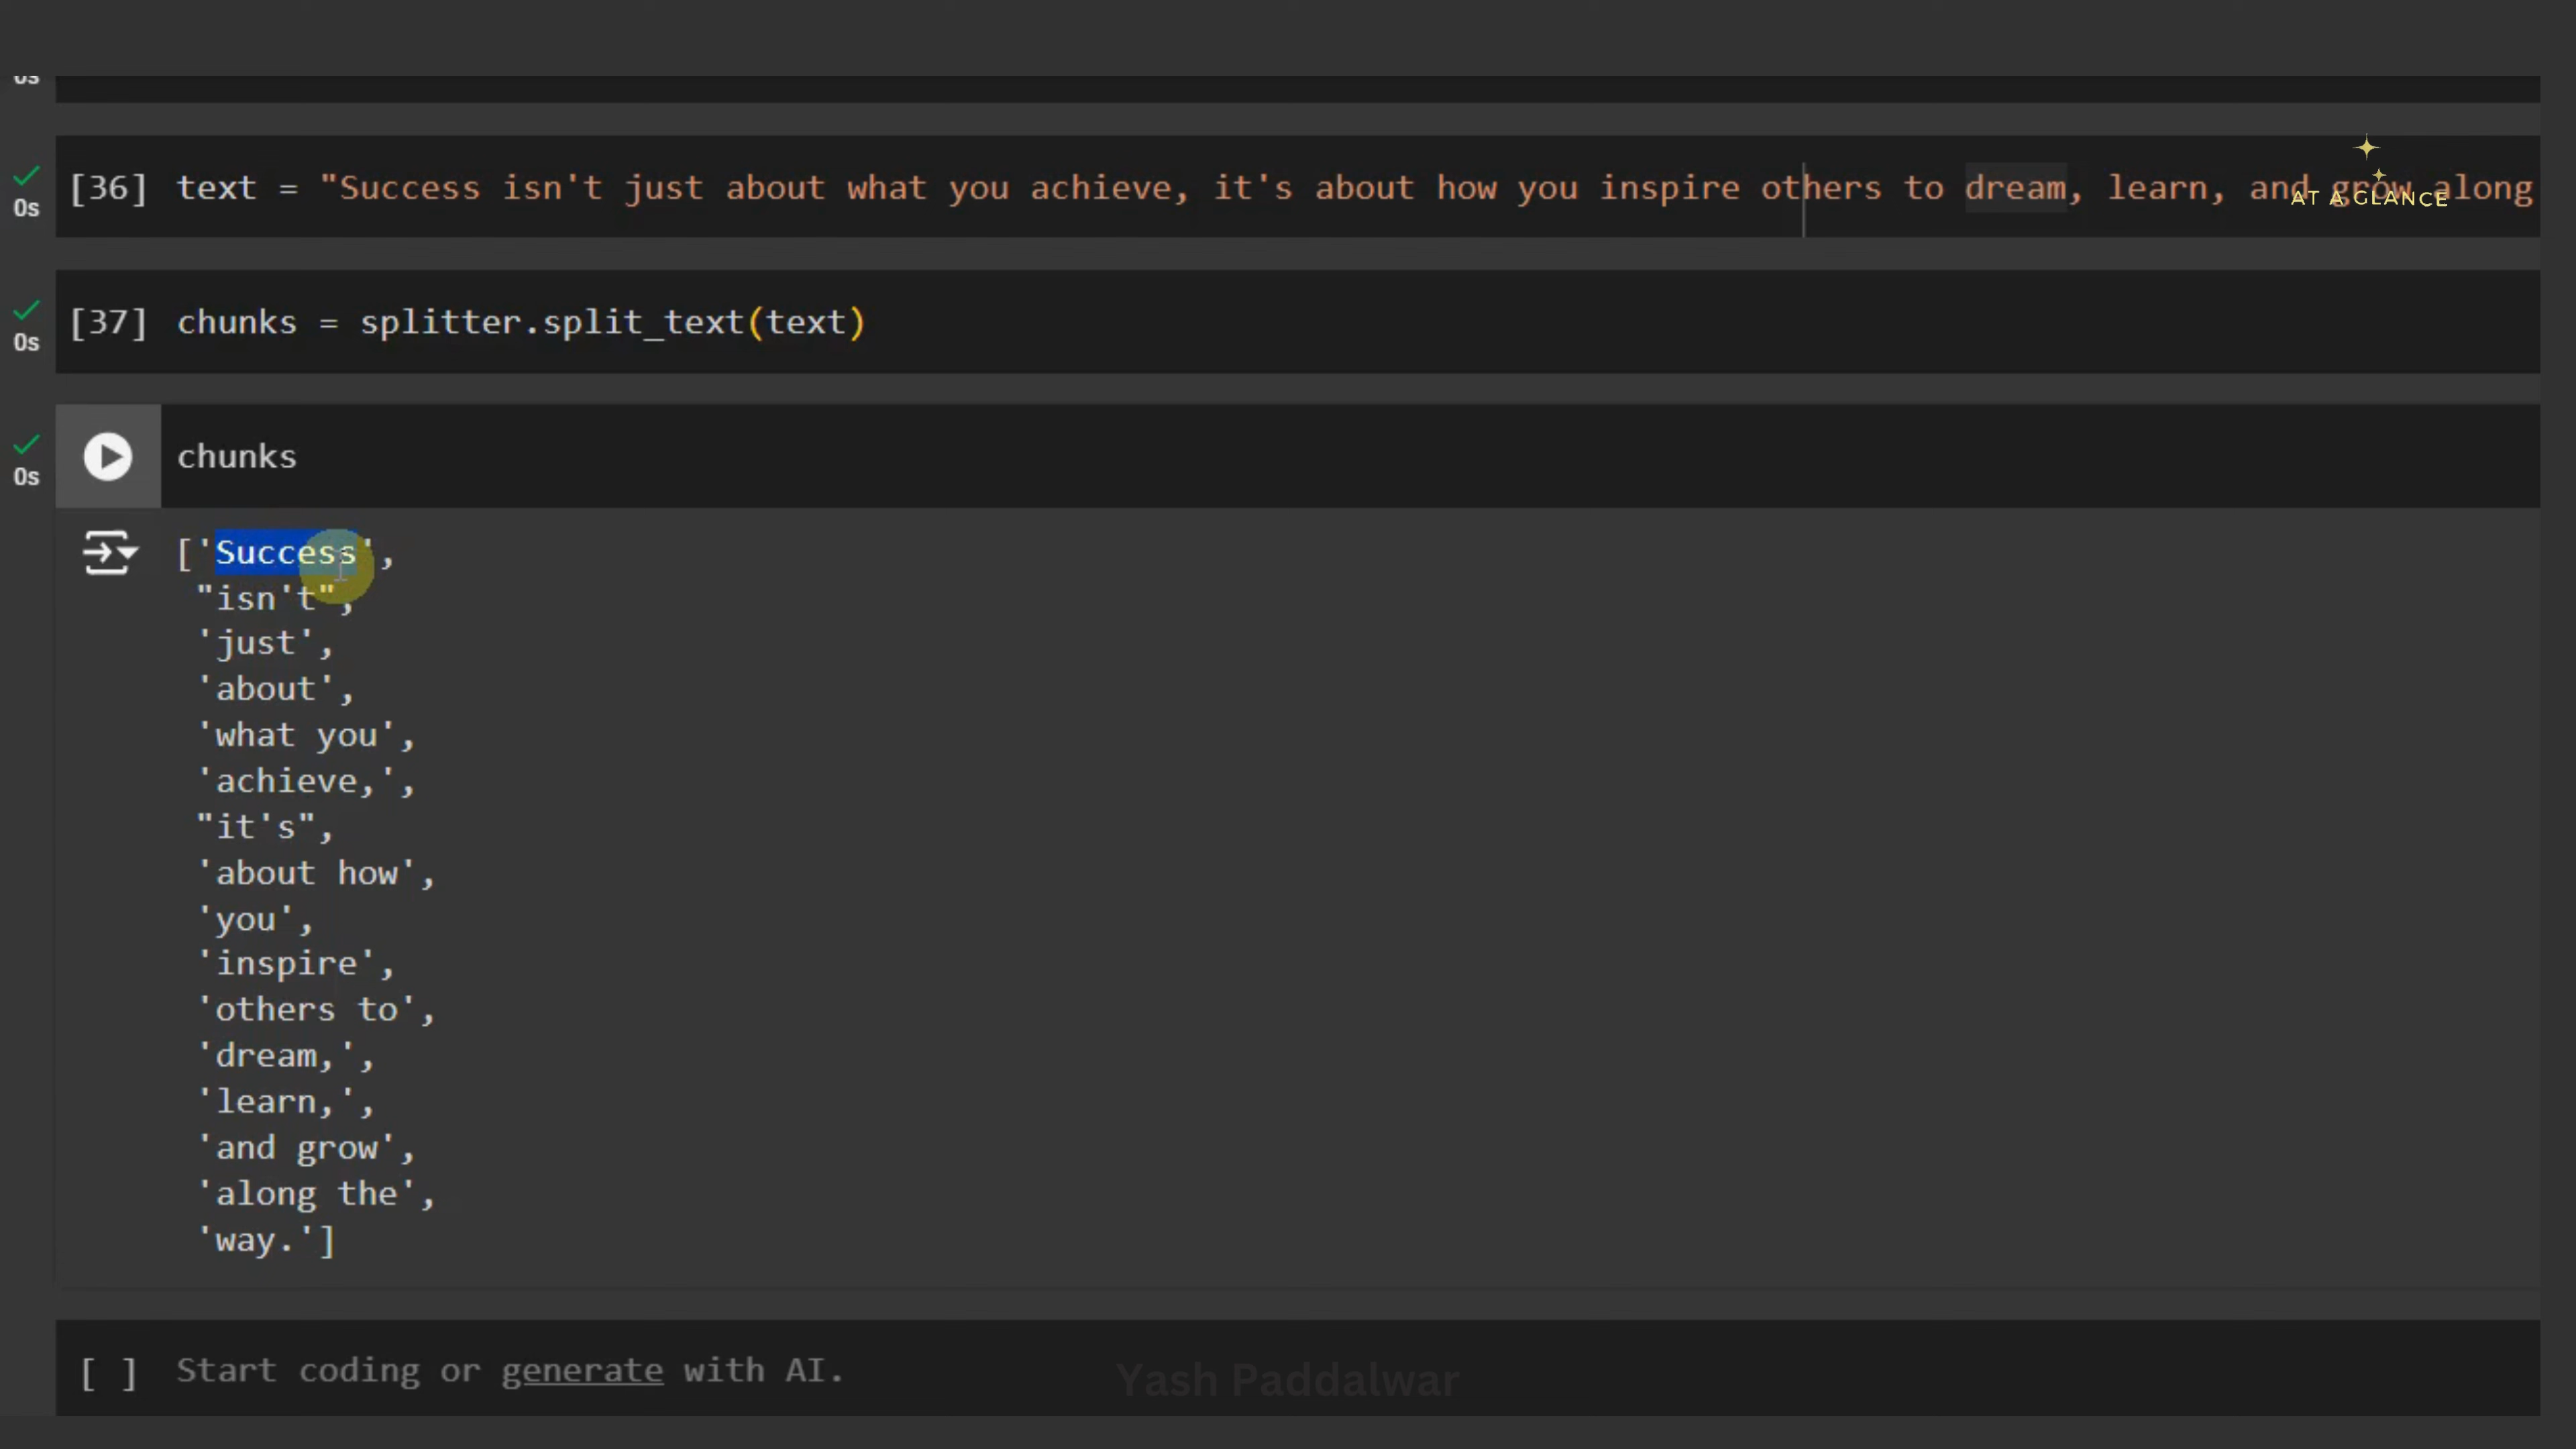 0s
[36] text = "Success isn't just about what you achieve, it's about how you inspire others to dream, learn, and grow along
AT A GLANCE
0s
[37] chunks = splitter.split_text(text)
0s
chunks
0s
['Success',
"isn't",
'just',
'about',
'what you',
'achieve,',
"it's",
'about how',
'you',
'inspire',
'others to',
'dream,',
'learn,',
'and grow',
'along the',
'way.']
[ ] Start coding or generate with AI.
Yash Paddalwar